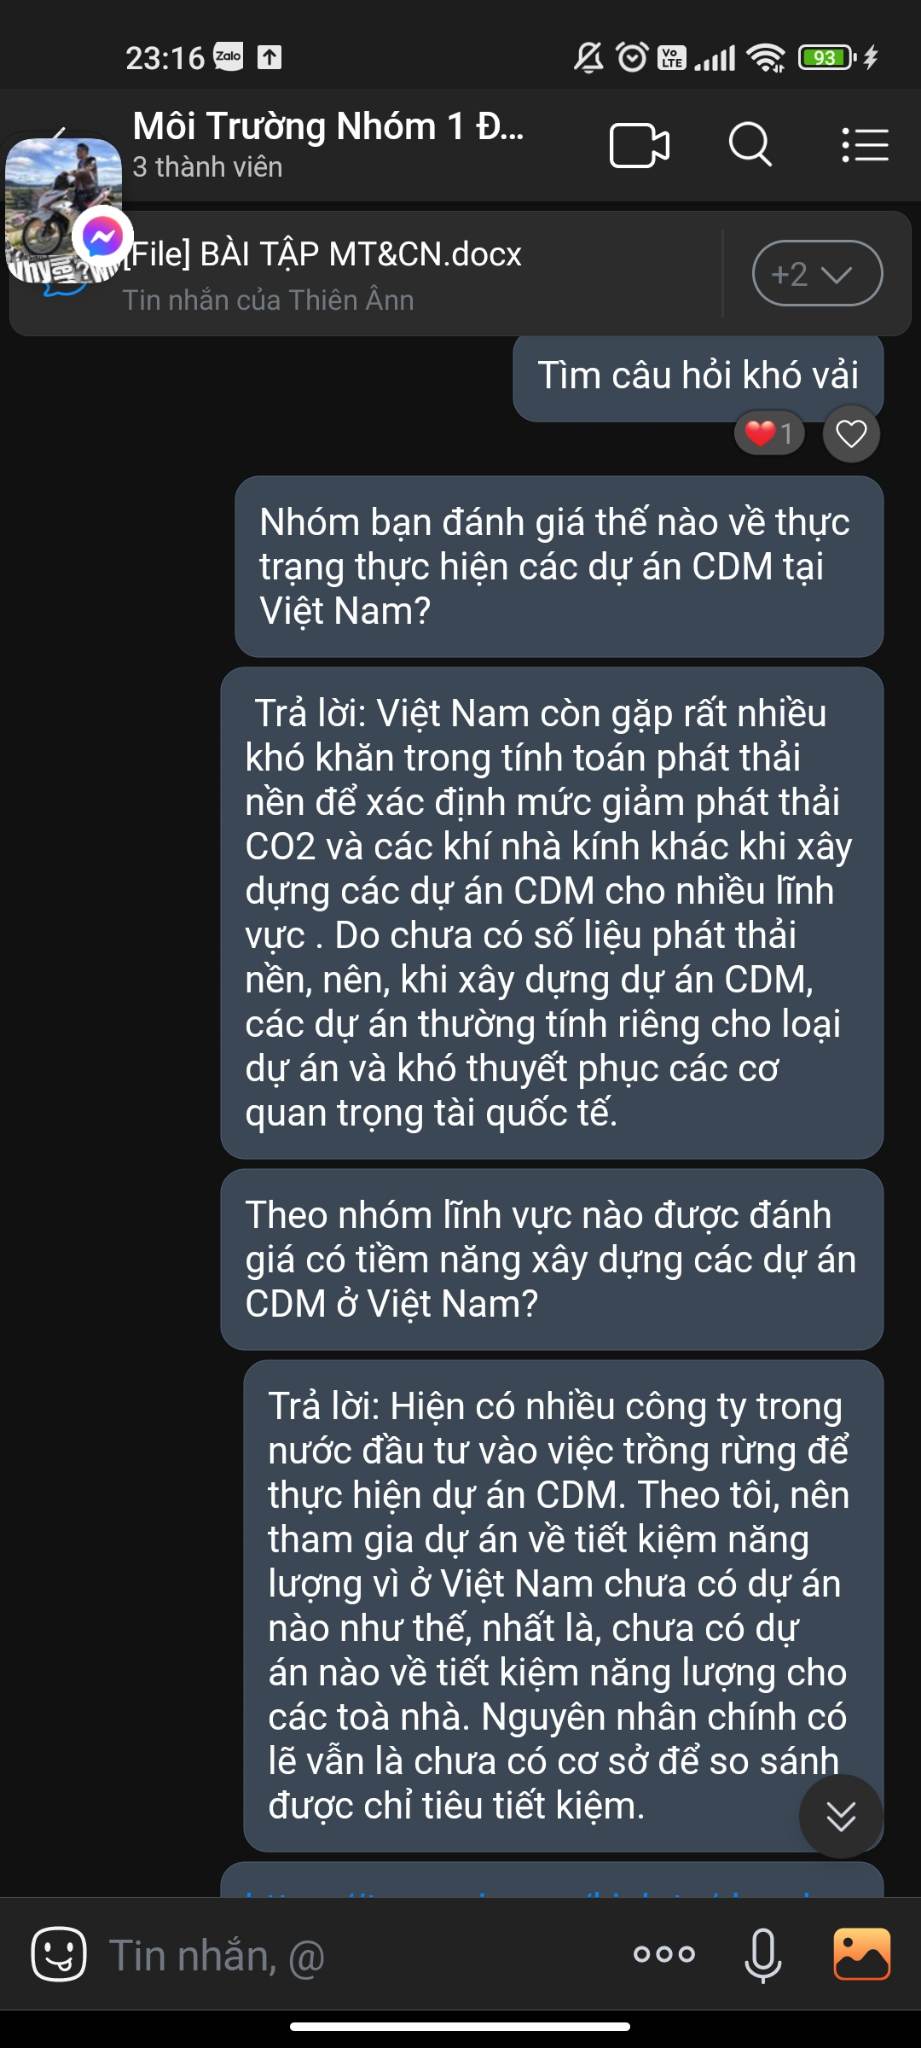 23:16 Zalo Vo LTE 93
Môi Trường Nhóm 1 Đ...
3 thành viên
[File] BÀI TẬP MT&CN.docx
Tin nhắn của Thiên Ânn
+2
Tìm câu hỏi khó vải
1
Nhóm bạn đánh giá thế nào về thực
trạng thực hiện các dự án CDM tại
Việt Nam?
Trả lời: Việt Nam còn gặp rất nhiều
khó khăn trong tính toán phát thải
nền để xác định mức giảm phát thải
CO2 và các khí nhà kính khác khi xây
dựng các dự án CDM cho nhiều lĩnh
vực . Do chưa có số liệu phát thải
nền, nên, khi xây dựng dự án CDM,
các dự án thường tính riêng cho loại
dự án và khó thuyết phục các cơ
quan trọng tài quốc tế.
Theo nhóm lĩnh vực nào được đánh
giá có tiềm năng xây dựng các dự án
CDM ở Việt Nam?
Trả lời: Hiện có nhiều công ty trong
nước đầu tư vào việc trồng rừng để
thực hiện dự án CDM. Theo tôi, nên
tham gia dự án về tiết kiệm năng
lượng vì ở Việt Nam chưa có dự án
nào như thế, nhất là, chưa có dự
án nào về tiết kiệm năng lượng cho
các toà nhà. Nguyên nhân chính có
lẽ vẫn là chưa có cơ sở để so sánh
được chỉ tiêu tiết kiệm.
Tin nhắn, @